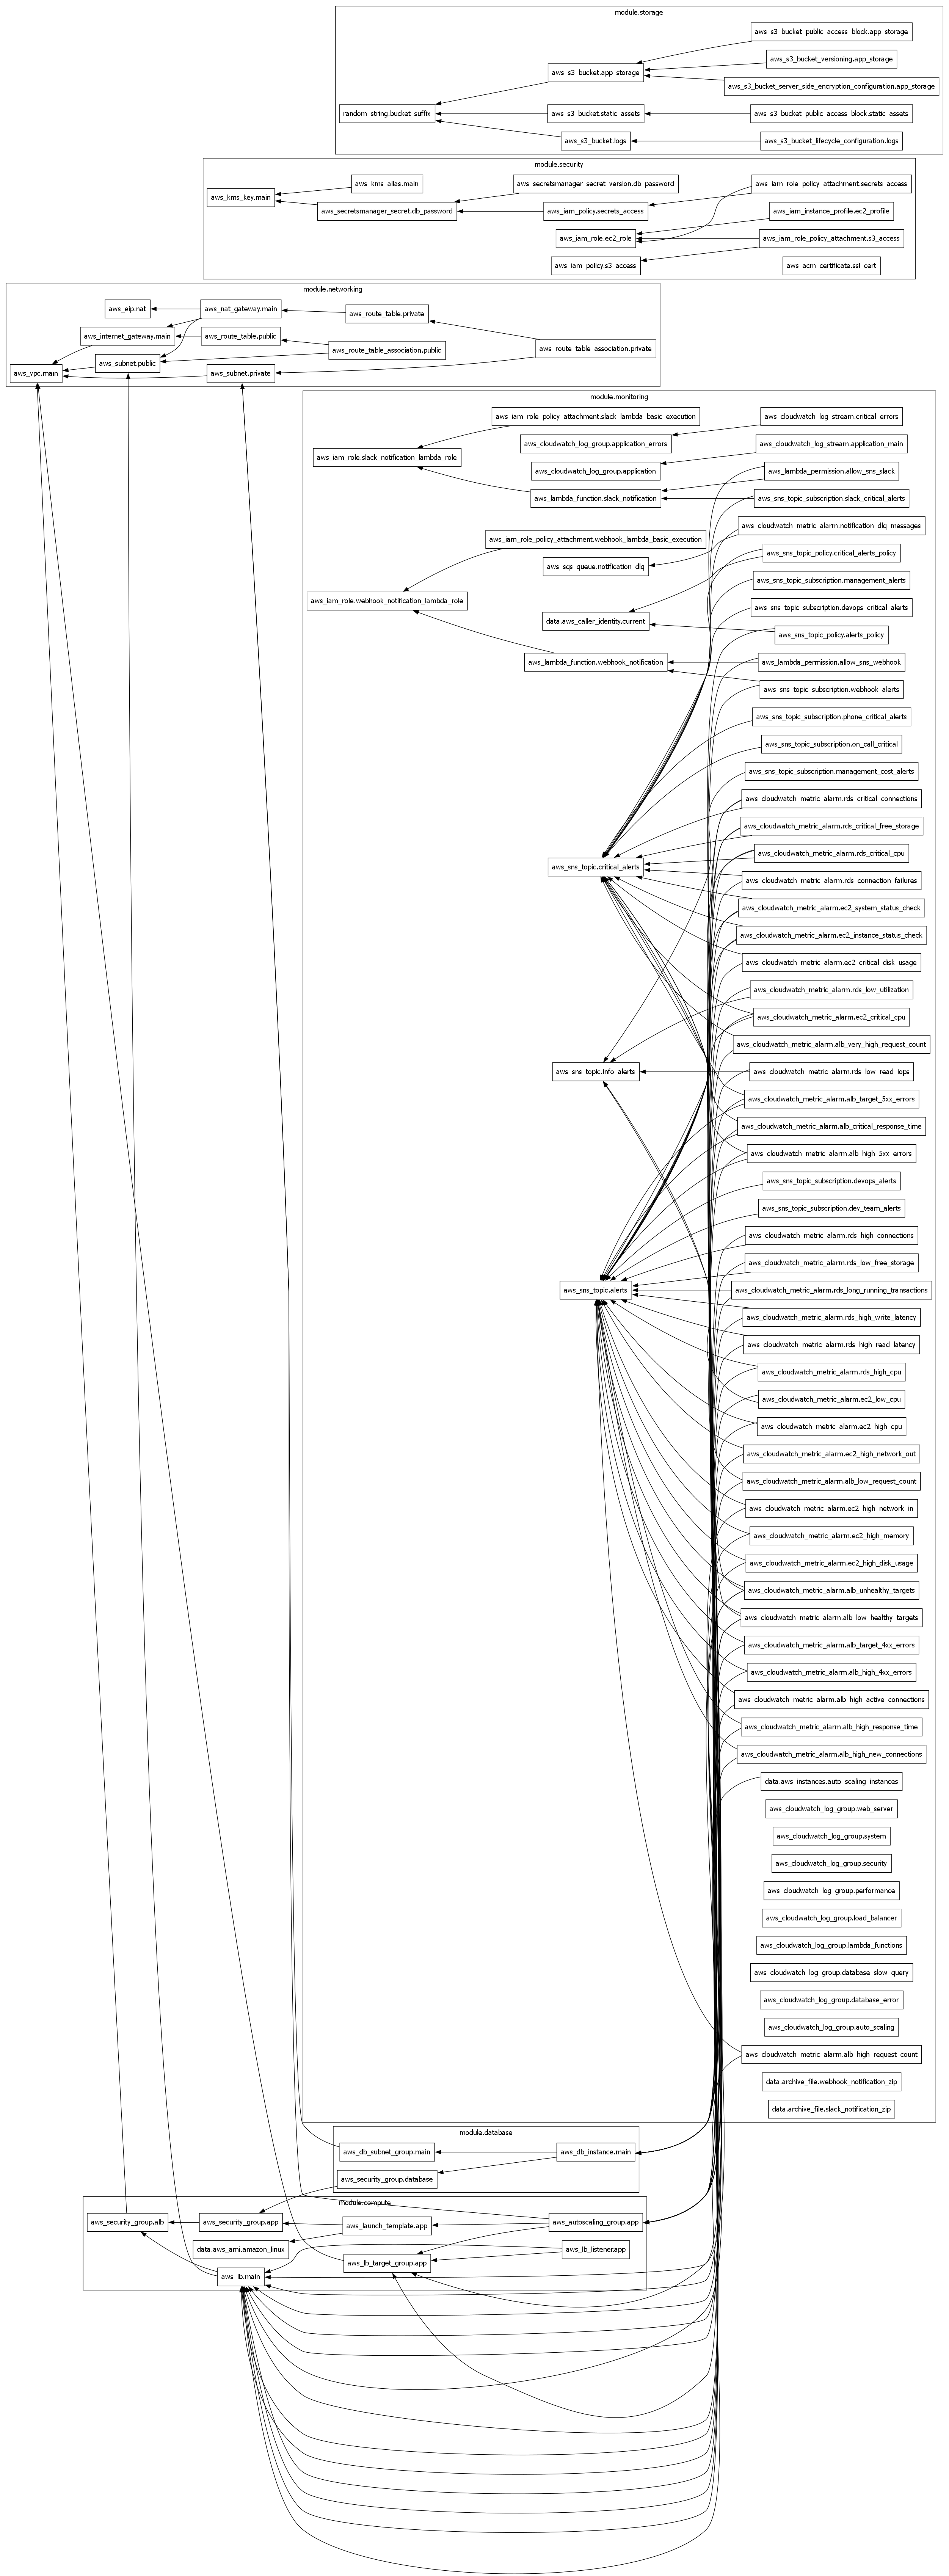 module.storage
aws_s3_bucket_public_access_block.app_storage
aws_s3_bucket_versioning.app_storage
aws_s3_bucket.app_storage
aws_s3_bucket_server_side_encryption_configuration.app_storage
random_string.bucket_suffix
aws_s3_bucket.static_assets
aws_s3_bucket_public_access_block.static_assets
aws_s3_bucket.logs
aws_s3_bucket_lifecycle_configuration.logs
module.security
aws_kms_alias.main
aws_secretsmanager_secret_version.db_password
aws_iam_role_policy_attachment.secrets_access
aws_kms_key.main
aws_secretsmanager_secret.db_password
aws_iam_policy.secrets_access
aws_iam_instance_profile.ec2_profile
aws_iam_role.ec2_role
aws_iam_role_policy_attachment.s3_access
aws_iam_policy.s3_access
aws_acm_certificate.ssl_cert
module.networking
aws_eip.nat
aws_nat_gateway.main
aws_route_table.private
aws_internet_gateway.main
aws_route_table.public
aws_route_table_association.public
aws_route_table_association.private
aws_subnet.public
aws_vpc.main
aws_subnet.private
module.monitoring
aws_iam_role_policy_attachment.slack_lambda_basic_execution
aws_cloudwatch_log_stream.critical_errors
aws_cloudwatch_log_group.application_errors
aws_cloudwatch_log_stream.application_main
aws_iam_role.slack_notification_lambda_role
aws_cloudwatch_log_group.application
aws_lambda_permission.allow_sns_slack
aws_lambda_function.slack_notification
aws_sns_topic_subscription.slack_critical_alerts
aws_cloudwatch_metric_alarm.notification_dlq_messages
aws_iam_role_policy_attachment.webhook_lambda_basic_execution
aws_sns_topic_policy.critical_alerts_policy
aws_sqs_queue.notification_dlq
aws_sns_topic_subscription.management_alerts
aws_iam_role.webhook_notification_lambda_role
aws_sns_topic_subscription.devops_critical_alerts
data.aws_caller_identity.current
aws_sns_topic_policy.alerts_policy
aws_lambda_function.webhook_notification
aws_lambda_permission.allow_sns_webhook
aws_sns_topic_subscription.webhook_alerts
aws_sns_topic_subscription.phone_critical_alerts
aws_sns_topic_subscription.on_call_critical
aws_sns_topic_subscription.management_cost_alerts
aws_cloudwatch_metric_alarm.rds_critical_connections
aws_cloudwatch_metric_alarm.rds_critical_free_storage
aws_cloudwatch_metric_alarm.rds_critical_cpu
aws_sns_topic.critical_alerts
aws_cloudwatch_metric_alarm.rds_connection_failures
aws_cloudwatch_metric_alarm.ec2_system_status_check
aws_cloudwatch_metric_alarm.ec2_instance_status_check
aws_cloudwatch_metric_alarm.ec2_critical_disk_usage
aws_cloudwatch_metric_alarm.rds_low_utilization
aws_cloudwatch_metric_alarm.ec2_critical_cpu
aws_cloudwatch_metric_alarm.alb_very_high_request_count
aws_sns_topic.info_alerts
aws_cloudwatch_metric_alarm.rds_low_read_iops
aws_cloudwatch_metric_alarm.alb_target_5xx_errors
aws_cloudwatch_metric_alarm.alb_critical_response_time
aws_cloudwatch_metric_alarm.alb_high_5xx_errors
aws_sns_topic_subscription.devops_alerts
aws_sns_topic_subscription.dev_team_alerts
aws_cloudwatch_metric_alarm.rds_high_connections
aws_cloudwatch_metric_alarm.rds_low_free_storage
aws_sns_topic.alerts
aws_cloudwatch_metric_alarm.rds_long_running_transactions
aws_cloudwatch_metric_alarm.rds_high_write_latency
aws_cloudwatch_metric_alarm.rds_high_read_latency
aws_cloudwatch_metric_alarm.rds_high_cpu
aws_cloudwatch_metric_alarm.ec2_low_cpu
aws_cloudwatch_metric_alarm.ec2_high_cpu
aws_cloudwatch_metric_alarm.ec2_high_network_out
aws_cloudwatch_metric_alarm.alb_low_request_count
aws_cloudwatch_metric_alarm.ec2_high_network_in
aws_cloudwatch_metric_alarm.ec2_high_memory
aws_cloudwatch_metric_alarm.ec2_high_disk_usage
aws_cloudwatch_metric_alarm.alb_unhealthy_targets
aws_cloudwatch_metric_alarm.alb_low_healthy_targets
aws_cloudwatch_metric_alarm.alb_target_4xx_errors
aws_cloudwatch_metric_alarm.alb_high_4xx_errors
aws_cloudwatch_metric_alarm.alb_high_active_connections
aws_cloudwatch_metric_alarm.alb_high_response_time
aws_cloudwatch_metric_alarm.alb_high_new_connections
data.aws_instances.auto_scaling_instances
aws_cloudwatch_log_group.web_server
aws_cloudwatch_log_group.system
aws_cloudwatch_log_group.security
aws_cloudwatch_log_group.performance
aws_cloudwatch_log_group.load_balancer
aws_cloudwatch_log_group.lambda_functions
aws_cloudwatch_log_group.database_slow_query
aws_cloudwatch_log_group.database_error
aws_cloudwatch_log_group.auto_scaling
aws_cloudwatch_metric_alarm.alb_high_request_count
data.archive_file.webhook_notification_zip
data.archive_file.slack_notification_zip
module.database
aws_db_subnet_group.main
aws_db_instance.main
aws_security_group.database
module.compute
aws_security_group.alb
aws_security_group.app
aws_launch_template.app
aws_autoscaling_group.app
data.aws_ami.amazon_linux
aws_lb_listener.app
aws_lb_target_group.app
aws_lb.main